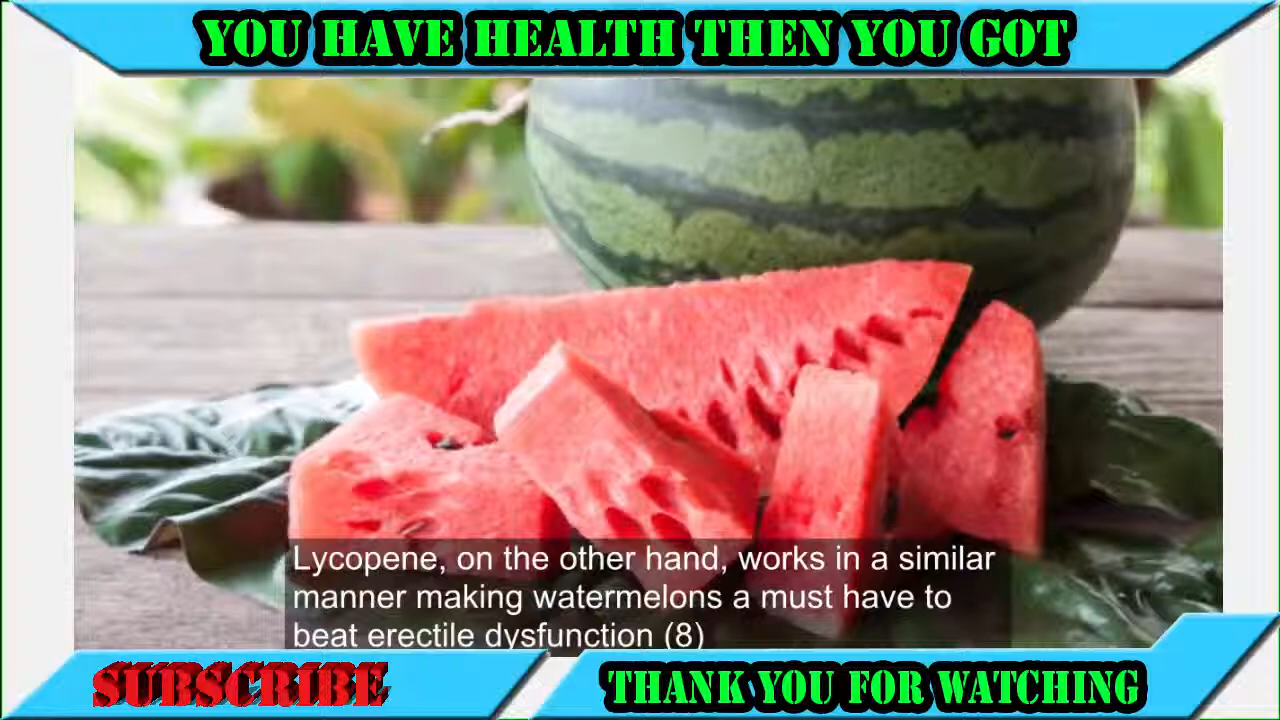 YOU HAVE HEALTH THEN YOU GOT
Lycopene, on the other hand, works in a similar
manner making watermelons a must have to
beat erectile dysfunction (8)
SUBSCRIBE
THANK YOU FOR WATCHING